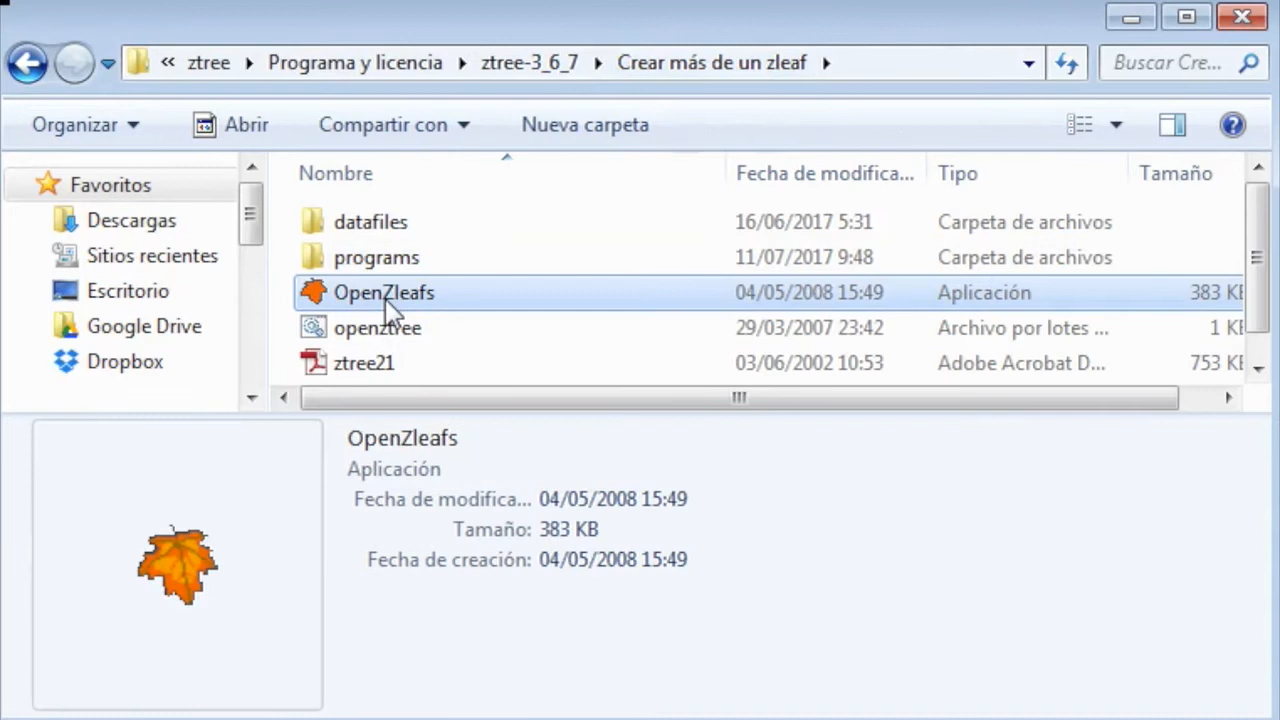 « ztree Programa y licencia ztree-3_6_7 Crear más de un zleaf Buscar Cre...
Organizar Abrir Compartir con Nueva carpeta
Favoritos
Descargas
Sitios recientes
Escritorio
Google Drive
Dropbox
Nombre Fecha de modifica... Tipo Tamaño
datafiles 16/06/2017 5:31 Carpeta de archivos
programs 11/07/2017 9:48 Carpeta de archivos
OpenZleafs 04/05/2008 15:49 Aplicación 383 KB
openztree 29/03/2007 23:42 Archivo por lotes ... 1 KB
ztree21 03/06/2002 10:53 Adobe Acrobat D... 753 KB
OpenZleafs
Aplicación
Fecha de modifica... 04/05/2008 15:49
Tamaño: 383 KB
Fecha de creación: 04/05/2008 15:49